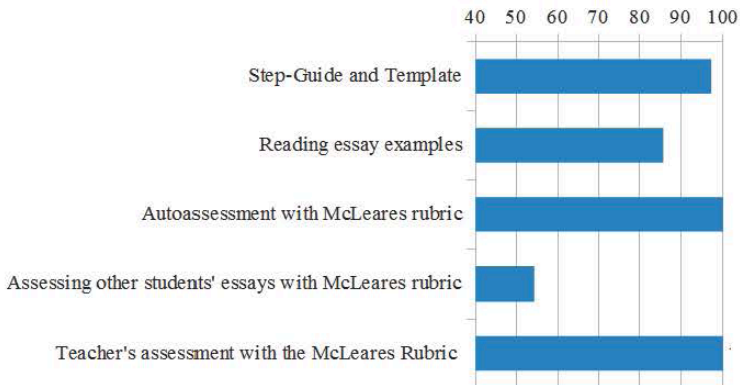 40 50 60 70 80 90 100
Step-Guide and Template
Reading essay examples
Autoassessment with McLeares rubric
Assessing other students' essays with McLeares rubric
Teacher's assessment with the McLeares Rubric